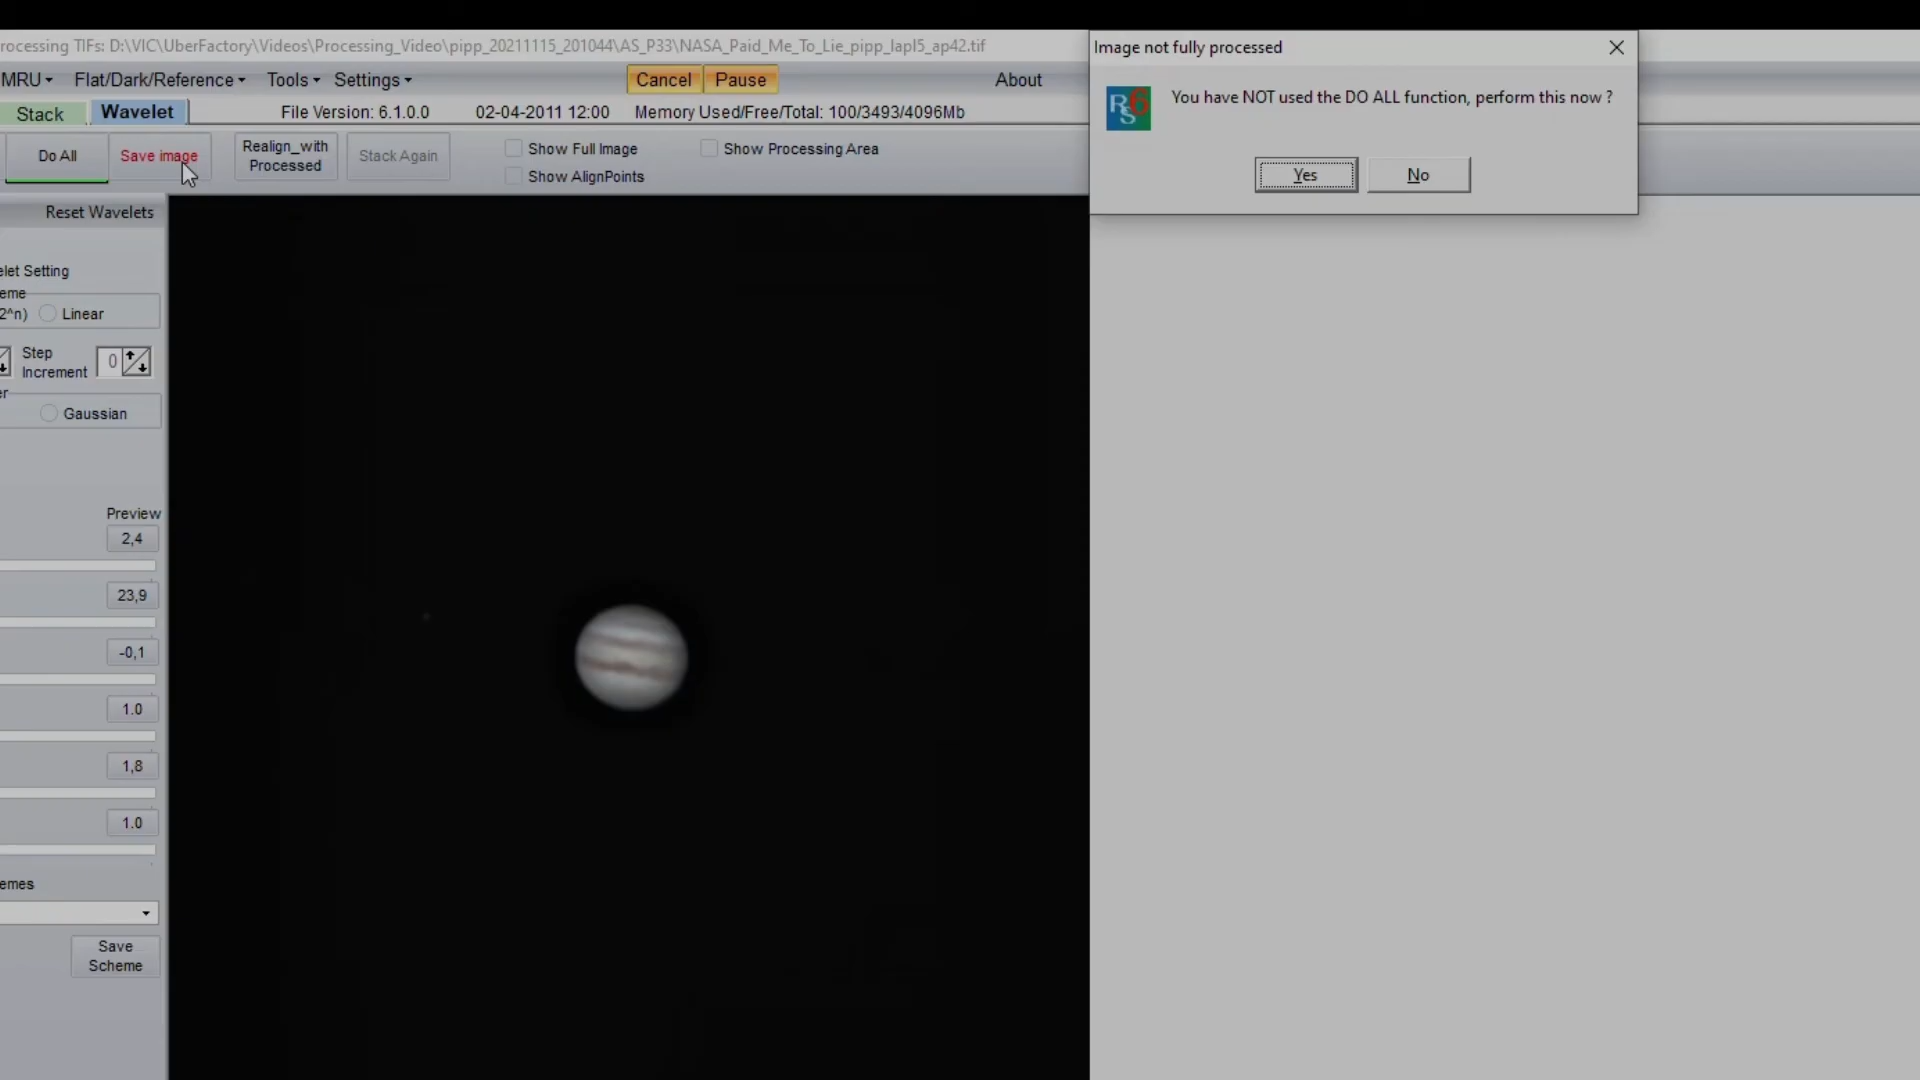 rocessing TIFs: D:\VIC\UberFactory\Videos\Processing_Video\pipp_20211115_201044\AS_P33\NASA_Paid_Me_To_Lie_pipp_lapl5_ap42.tif
Image not fully processed
MRU Flat/Dark/Reference Tools Settings Cancel Pause About
You have NOT used the DO ALL function, perform this now ?
RS6
Stack Wavelet File Version: 6.1.0.0 02-04-2011 12:00 Memory Used/Free/Total: 100/3493/4096Mb
Yes No
Do All Save image Realign_with Processed Stack Again
Show Full Image Show Processing Area
Show AlignPoints
Reset Wavelets
elet Setting
eme
2^n) Linear
Step
Increment 0
er
Gaussian
Preview
2,4
23,9
-0,1
1.0
1,8
1.0
emes
Save
Scheme